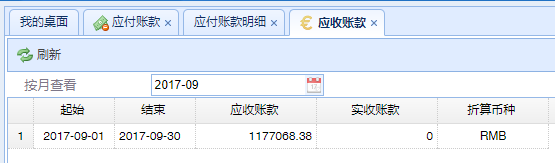 我的桌面 应付账款 × 应付账款明细 × 应收账款 ×
刷新
按月查看 2017-09
起始 结束 应收账款 实收账款 折算币种
1 2017-09-01 2017-09-30 1177068.38 0 RMB